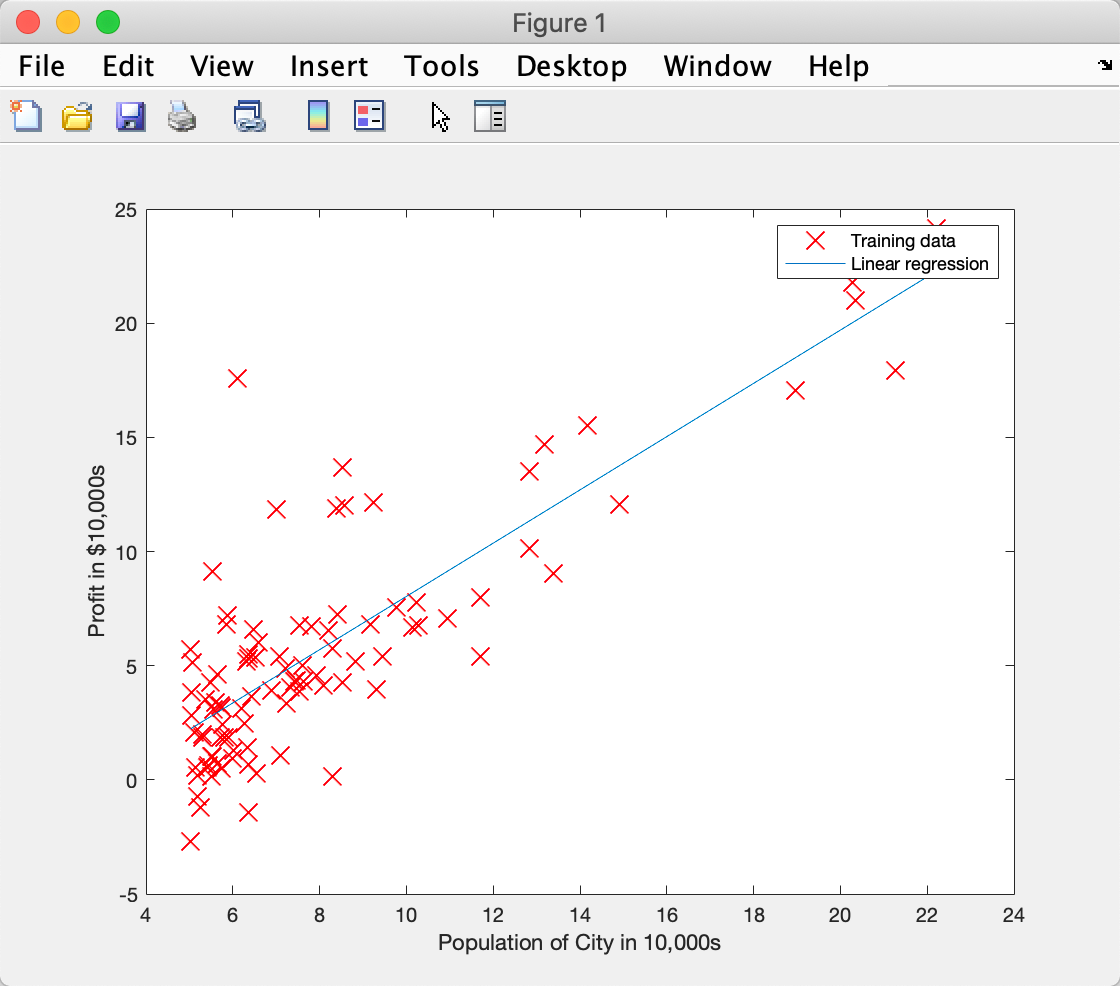 Figure 1
File Edit View Insert Tools Desktop Window Help
25
20
15
10
5
0
-5
Profit in $10,000s
Training data
Linear regression
4 6 8 10 12 14 16 18 20 22 24
Population of City in 10,000s